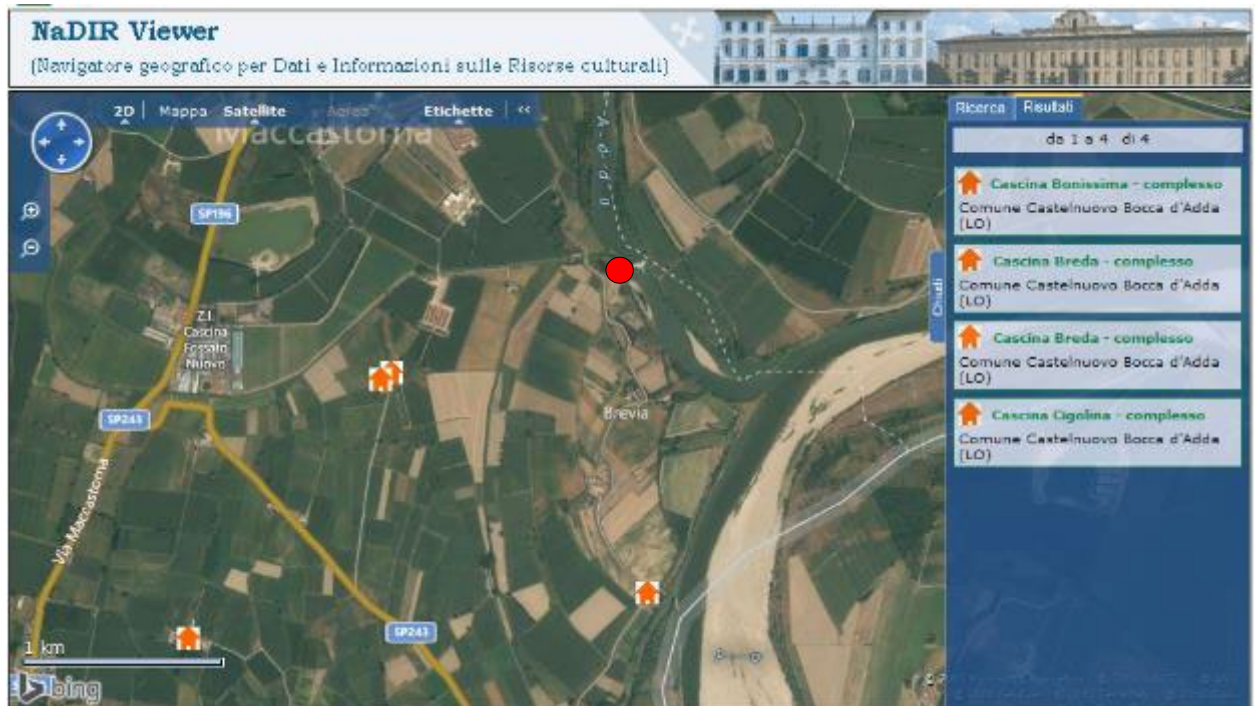 NaDIR Viewer
(Navigatore geografico per Dati e Informazioni sulle Risorse culturali)
2D | Mappa Satellite Aerea Etichette | <<
Maccastorna
Adda
SP196
Z.I.
Cascina
Fossato
Nuovo
SP243
Brevia
Via Maccastorna
SP243
1 km
Po
bing
Chiudi
Ricerca Risultati
da 1 a 4 di 4
Cascina Bonissima - complesso
Comune Castelnuovo Bocca d'Adda
(LO)
Cascina Breda - complesso
Comune Castelnuovo Bocca d'Adda
(LO)
Cascina Breda - complesso
Comune Castelnuovo Bocca d'Adda
(LO)
Cascina Cigolina - complesso
Comune Castelnuovo Bocca d'Adda
(LO)